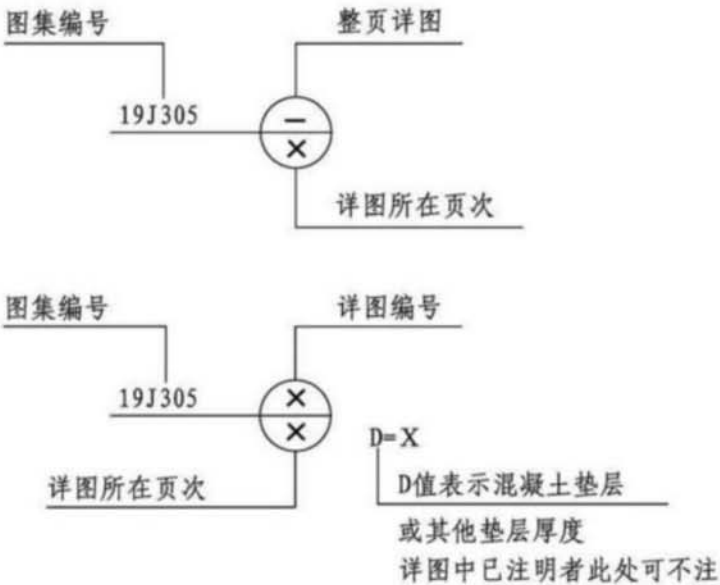 图集编号
整页详图
19J305
—
×
详图所在页次
图集编号
详图编号
19J305
×
×
D=X
详图所在页次
D值表示混凝土垫层
或其他垫层厚度
详图中已注明者此处可不注